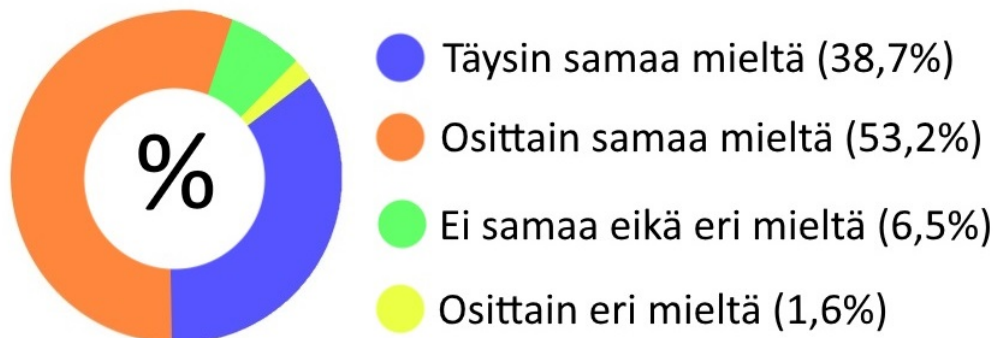 %
Täysin samaa mieltä (38,7%)
Osittain samaa mieltä (53,2%)
Ei samaa eikä eri mieltä (6,5%)
Osittain eri mieltä (1,6%)